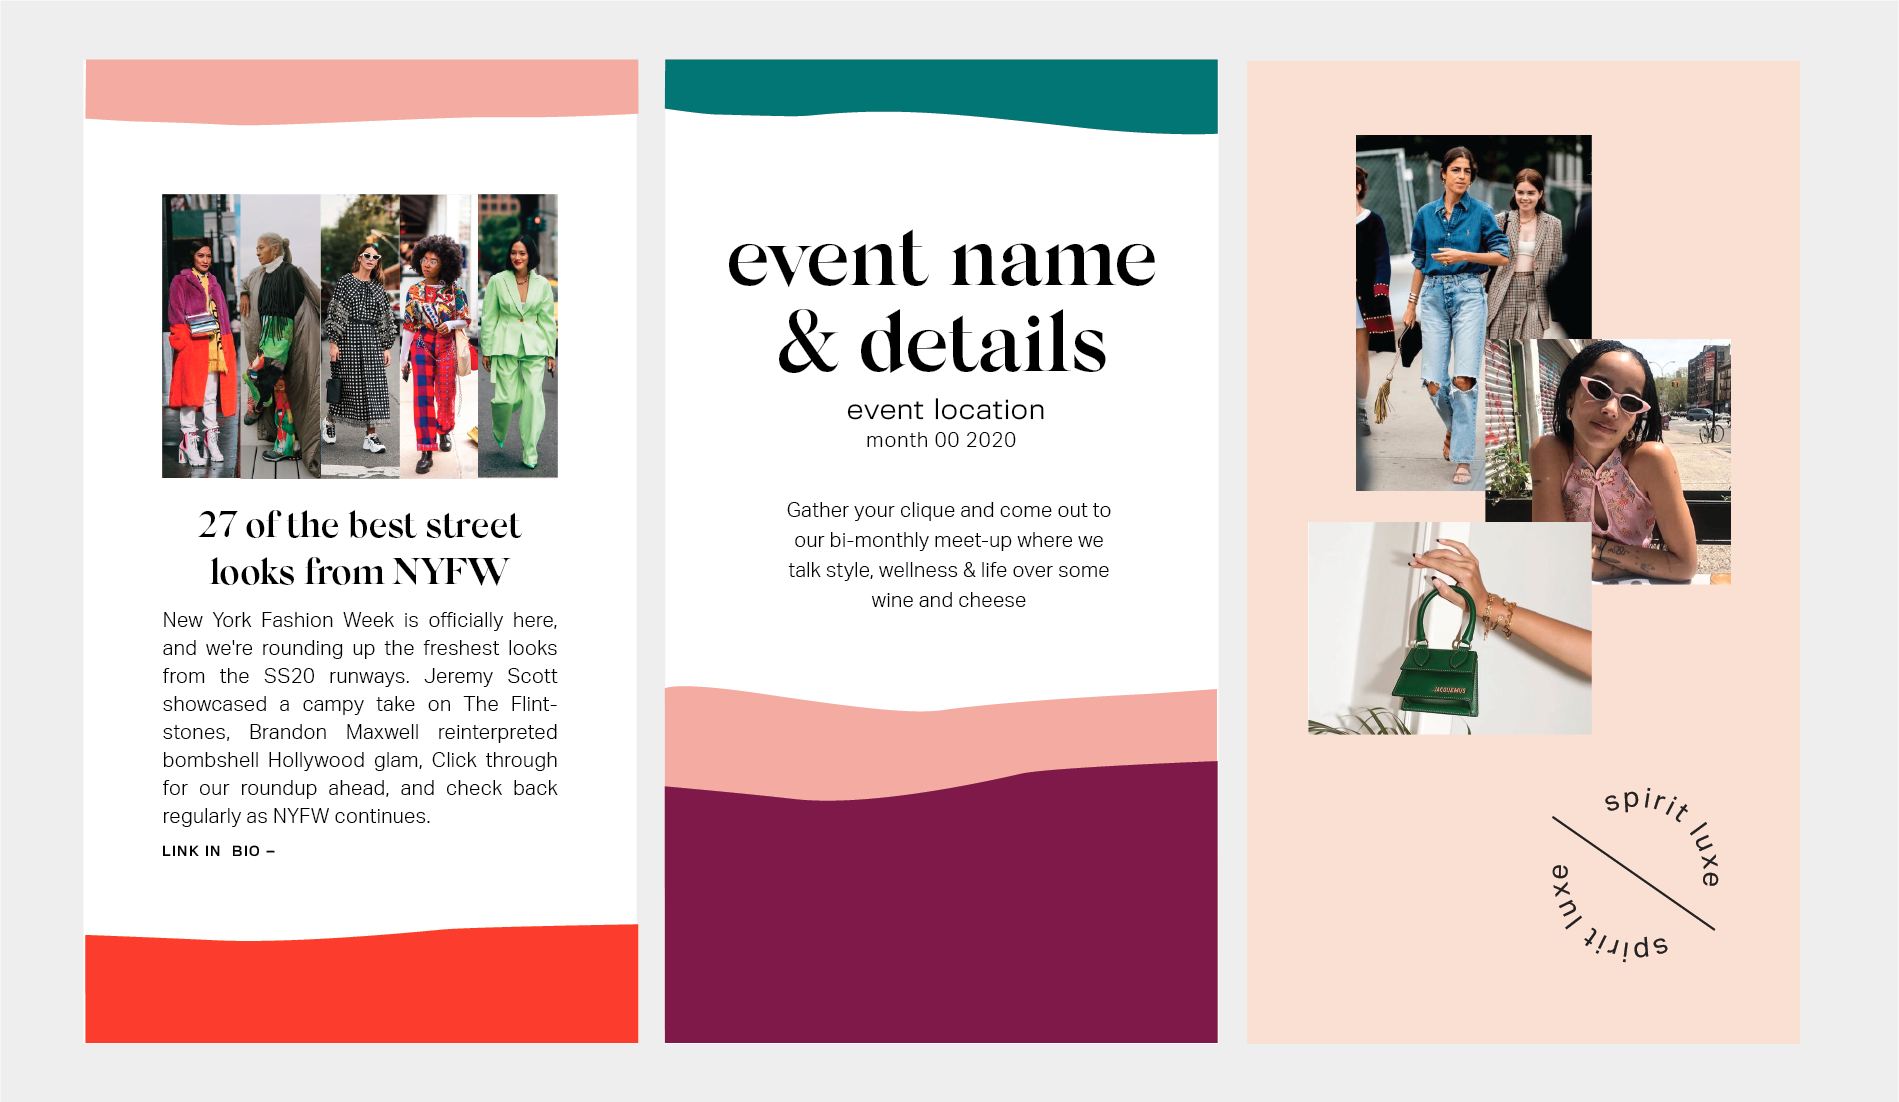 27 of the best street
looks from NYFW
New York Fashion Week is officially here,
and we're rounding up the freshest looks
from the SS20 runways. Jeremy Scott
showcased a campy take on The Flint-
stones, Brandon Maxwell reinterpreted
bombshell Hollywood glam, Click through
for our roundup ahead, and check back
regularly as NYFW continues.
LINK IN BIO –
event name
& details
event location
month 00 2020
Gather your clique and come out to
our bi-monthly meet-up where we
talk style, wellness & life over some
wine and cheese
JACQUEMUS
spirit luxe
spirit luxe